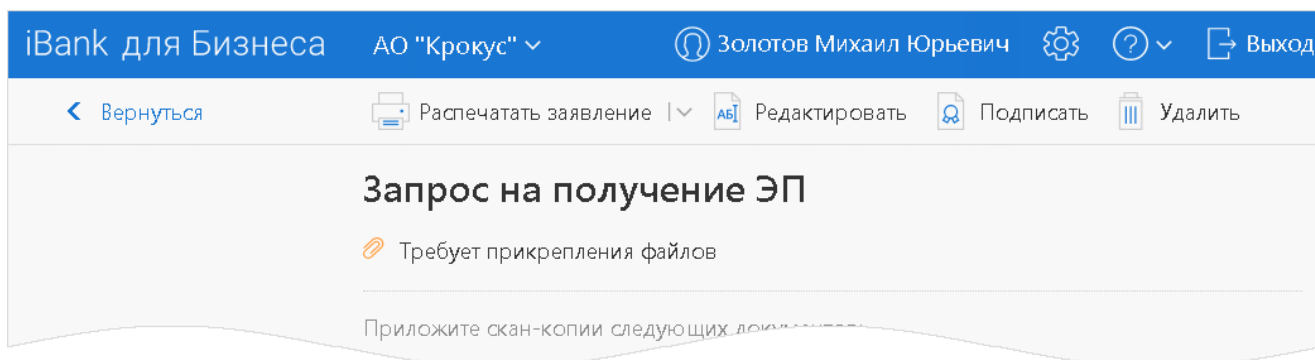 iBank для Бизнеса АО "Крокус" Золотов Михаил Юрьевич Выход
Вернуться Распечатать заявление АБ Редактировать Подписать Удалить
Запрос на получение ЭП
Требует прикрепления файлов
Приложите скан-копии следующих